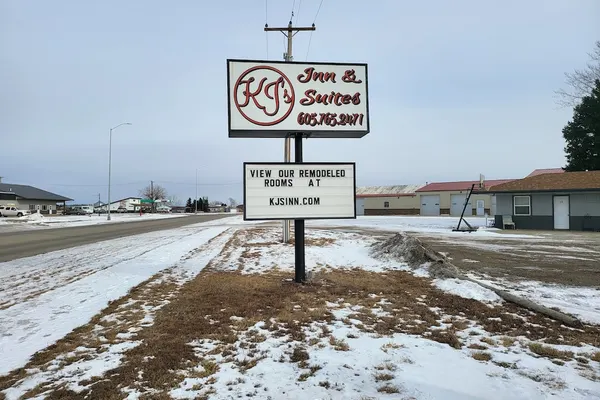 KJ's
Inn &
Suites
605.765.2471
VIEW OUR REMODELED
ROOMS AT
KJSINN.COM